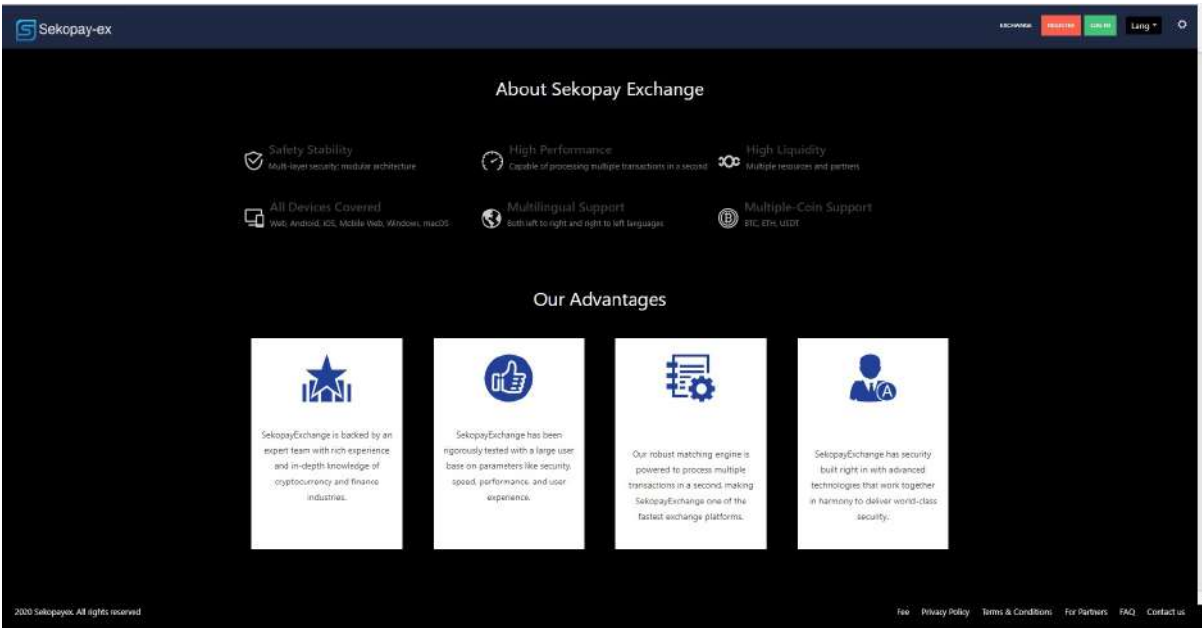 Sekopay-ex
EXCHANGE REGISTER LOG IN Lang
About Sekopay Exchange
Safety Stability
Multi-layer security; modular architecture
High Performance
Capable of processing multiple transactions in a second
High Liquidity
Multiple resources and partners
All Devices Covered
Web, Android, iOS, Mobile Web, Windows, macOS
Multilingual Support
Both left to right and right to left languages
Multiple-Coin Support
BTC, ETH, USDT
Our Advantages
SekopayExchange is backed by an
expert team with rich experience
and in-depth knowledge of
cryptocurrency and finance
industries.
SekopayExchange has been
rigorously tested with a large user
base on parameters like security,
speed, performance, and user
experience.
Our robust matching engine is
powered to process multiple
transactions in a second, making
SekopayExchange one of the
fastest exchange platforms.
A
SekopayExchange has security
built right in with advanced
technologies that work together
in harmony to deliver world-class
security.
2020 Sekopayex. All rights reserved
Fee Privacy Policy Terms & Conditions For Partners FAQ Contact us